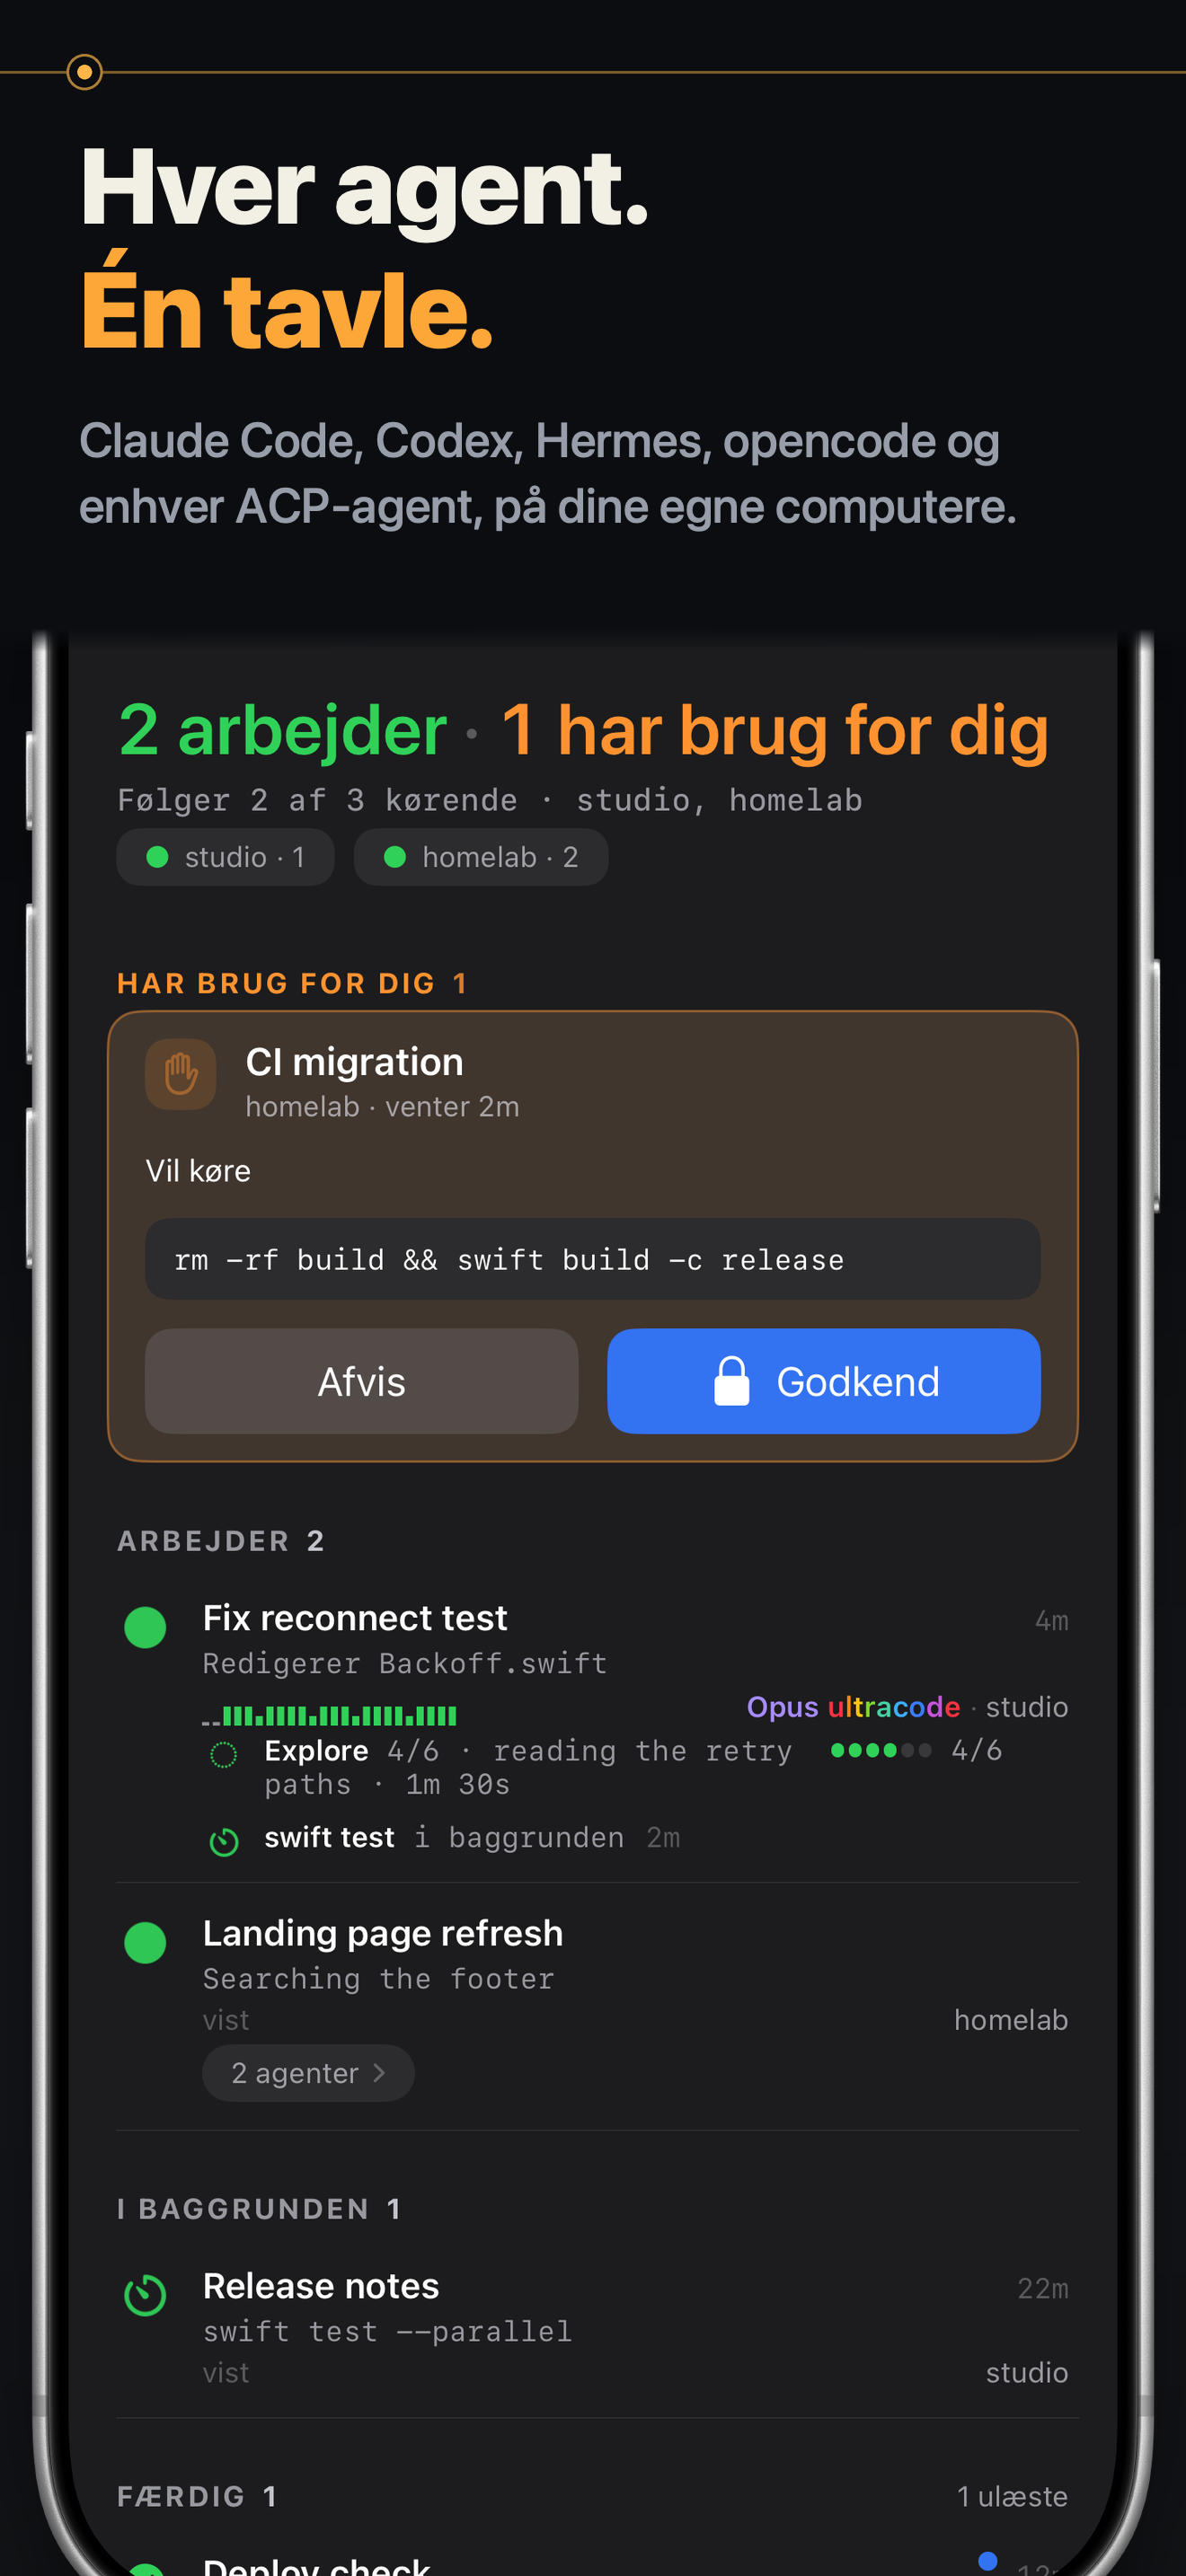 Hver agent.
Én tavle.
Claude Code, Codex, Hermes, opencode og
enhver ACP-agent, på dine egne computere.
2 arbejder · 1 har brug for dig
Følger 2 af 3 kørende · studio, homelab
studio · 1
homelab · 2
HAR BRUG FOR DIG 1
CI migration
homelab · venter 2m
Vil køre
rm -rf build && swift build -c release
Afvis
Godkend
ARBEJDER 2
Fix reconnect test 4m
Redigerer Backoff.swift
Opus ultracode · studio
Explore 4/6 · reading the retry 4/6
paths · 1m 30s
swift test i baggrunden 2m
Landing page refresh
Searching the footer
vist homelab
2 agenter
I BAGGRUNDEN 1
Release notes 22m
swift test --parallel
vist studio
FÆRDIG 1 1 ulæste
Deploy check